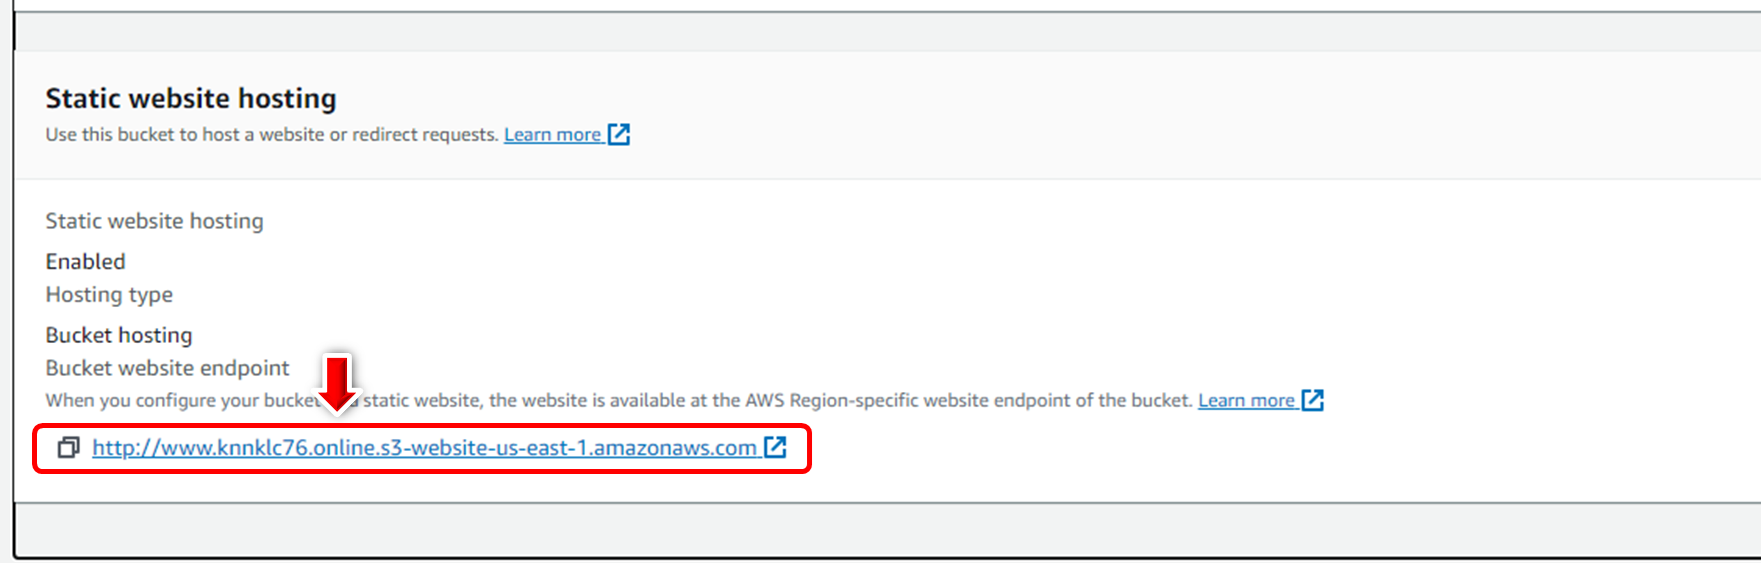 Static website hosting
Use this bucket to host a website or redirect requests. Learn more
Static website hosting
Enabled
Hosting type
Bucket hosting
Bucket website endpoint
When you configure your bucket static website, the website is available at the AWS Region-specific website endpoint of the bucket. Learn more
http://www.knnklc76.online.s3-website-us-east-1.amazonaws.com